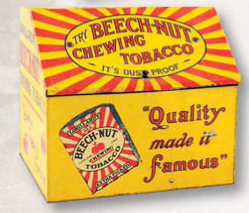 TRY BEECH-NUT
CHEWING
TOBACCO
IT'S DUST PROOF
BEECH-NUT
CHEWING
TOBACCO
"Quality
made it
famous"